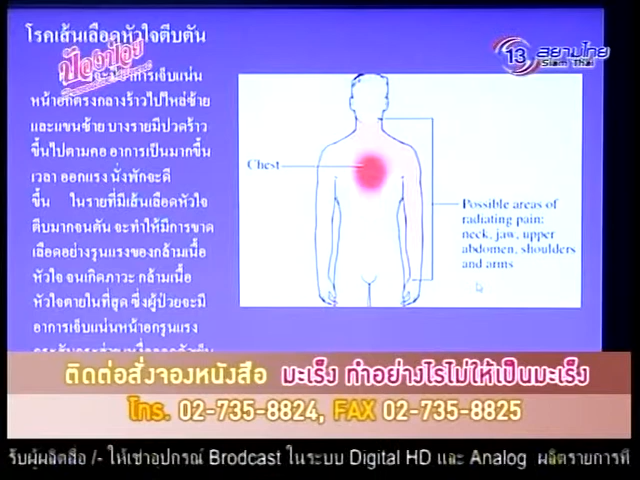 โรคเส้นเลือดหัวใจตีบตัน
ป้องป่อย
อาการเจ็บแน่น
หน้าอกตรงกลางร้าวไปไหล่ซ้าย
และแขนซ้าย บางรายมีปวดร้าว
ขึ้นไปตามคอ อาการเป็นมากขึ้น
เวลา ออกแรง นั่งพักจะดี
ขึ้น ในรายที่มีเส้นเลือดหัวใจ
ตีบมากจนตัน จะทำให้มีการขาด
เลือดอย่างรุนแรงของกล้ามเนื้อ
หัวใจ จนเกิดภาวะ กล้ามเนื้อ
หัวใจตายในที่สุด ซึ่งผู้ป่วยจะมี
อาการเจ็บแน่นหน้าอกรุนแรง
13 สยามไทย
Siam Thai
Chest
Possible areas of
radiating pain:
neck, jaw, upper
abdomen, shoulders
and arms
ติดต่อสั่งจองหนังสือ มะเร็ง ทำอย่างไรไม่ให้เป็นมะเร็ง
โทร. 02-735-8824, FAX 02-735-8825
รับผู้ผลิตสื่อ /- ให้เช่าอุปกรณ์ Brodcast ในระบบ Digital HD และ Analog ผลิตรายการที